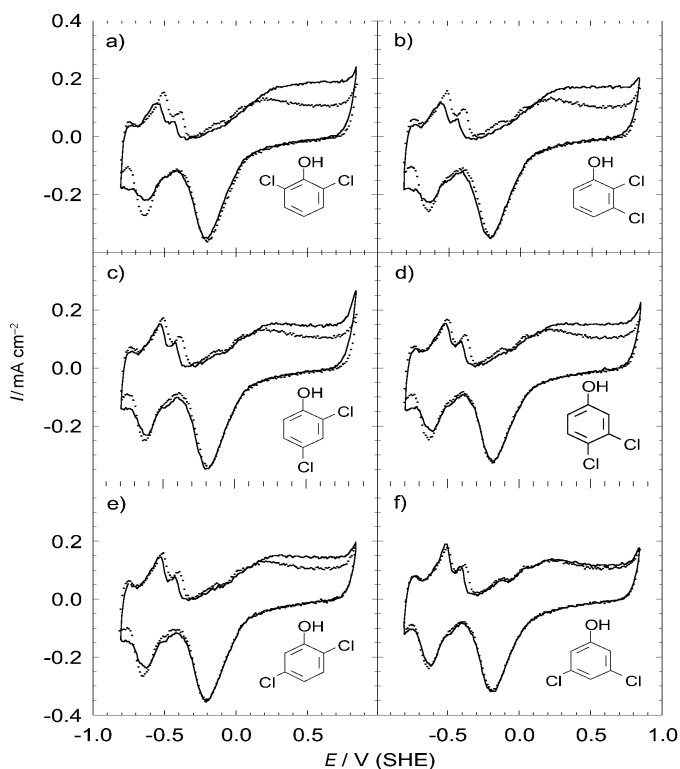 0.4
a)
b)
0.2
0.0
-0.2
OH
Cl
Cl
OH
Cl
Cl
c)
d)
0.2
0.0
-0.2
OH
Cl
Cl
OH
Cl
Cl
I/ mA cm⁻²
e)
f)
0.2
0.0
-0.2
-0.4
OH
Cl
Cl
OH
Cl
Cl
-1.0
-0.5
0.0
0.5
-0.5
0.0
0.5
1.0
E / V (SHE)